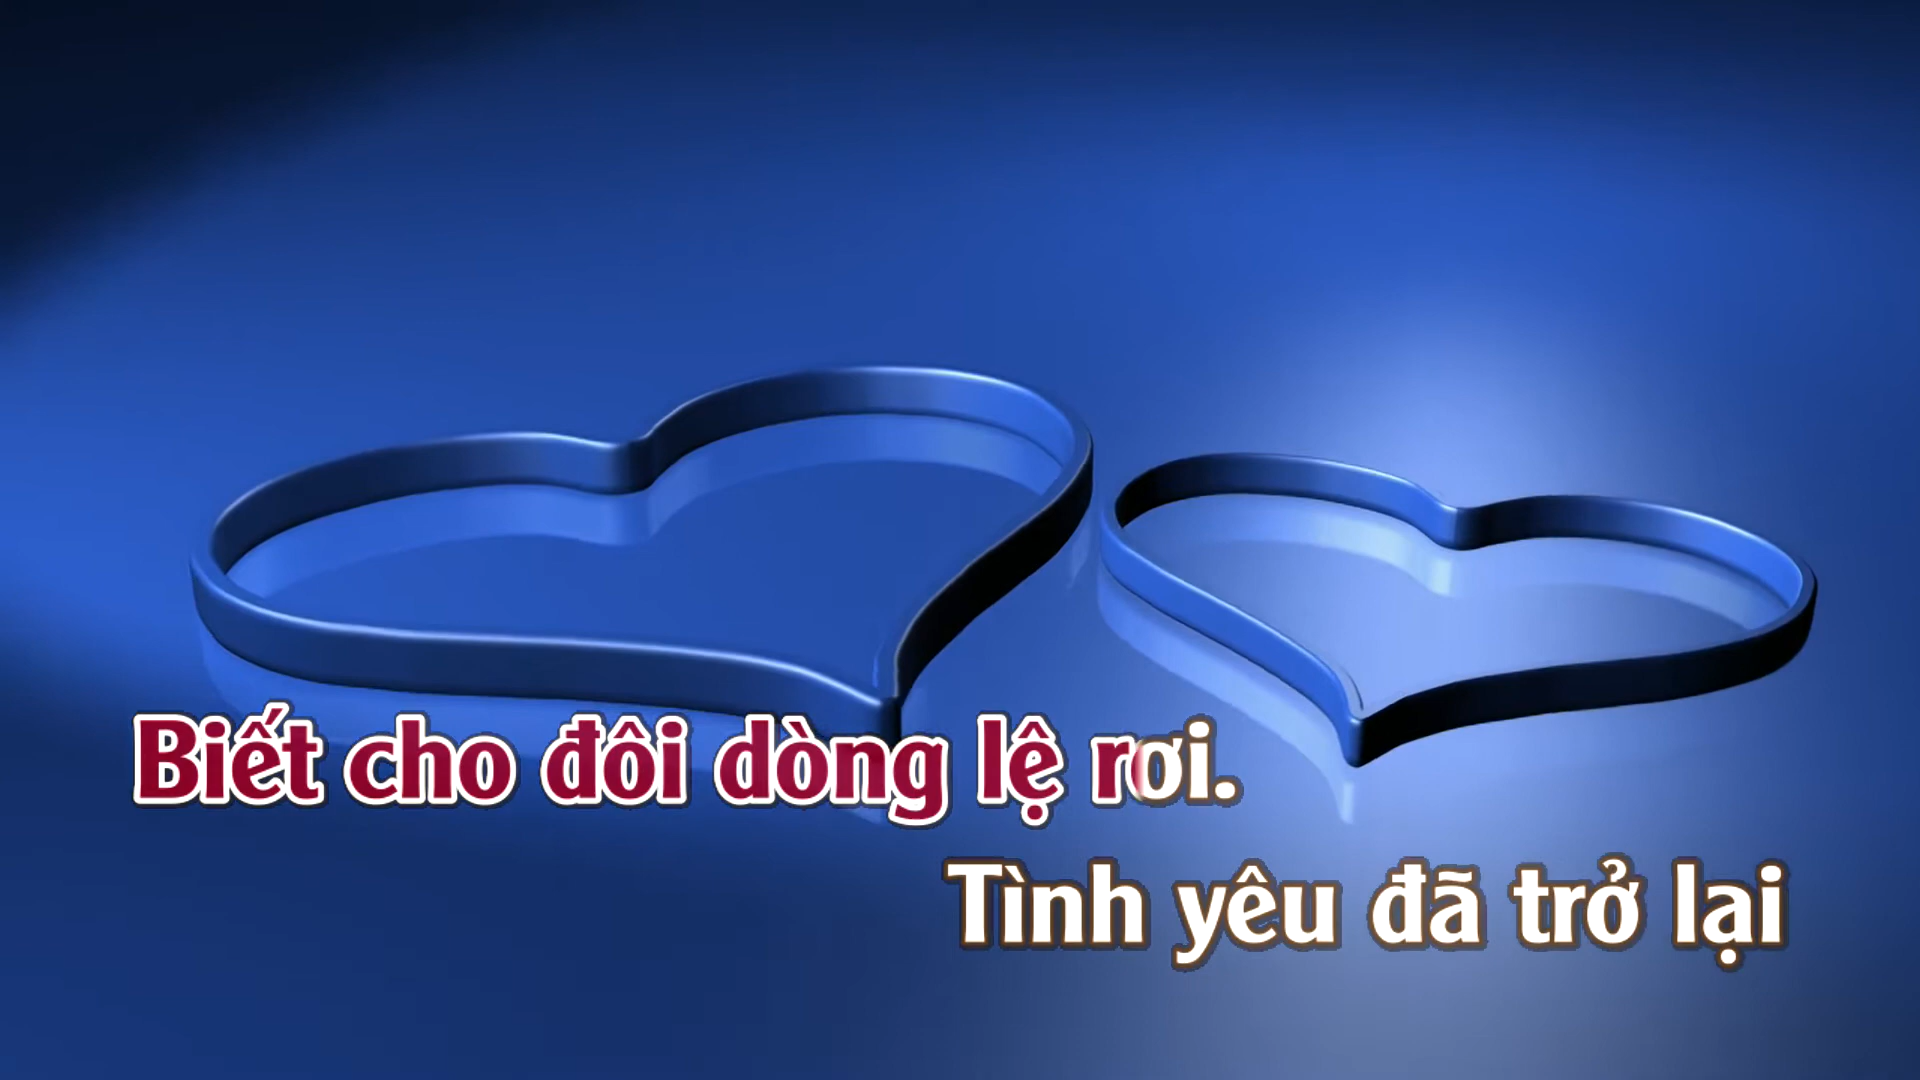 Biết cho đôi dòng lệ rơi.
Tình yêu đã trở lại